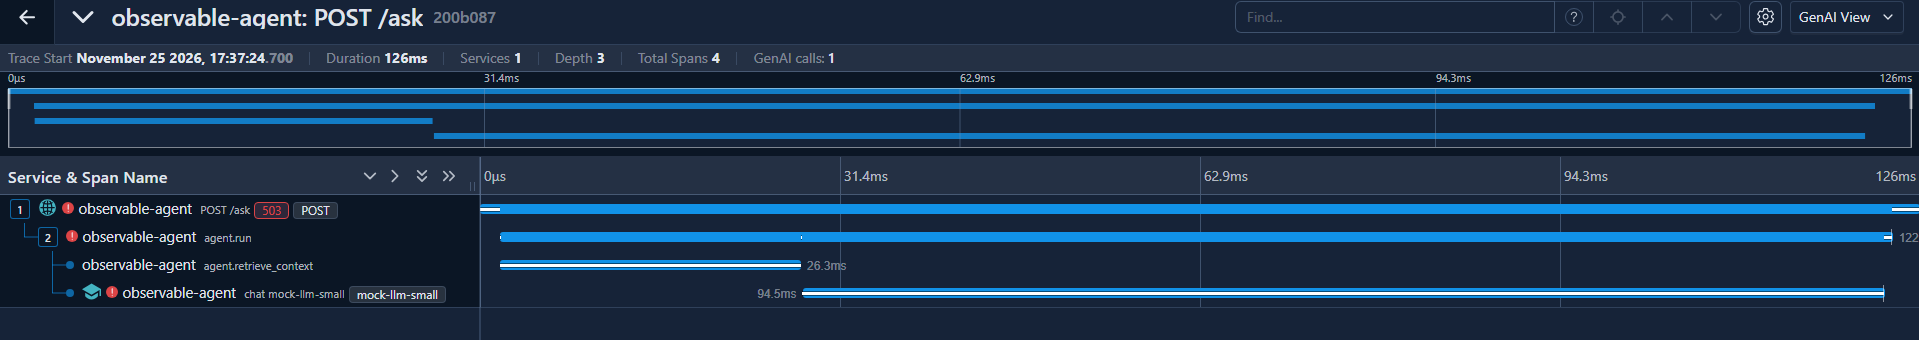 observable-agent: POST /ask 200b087 Find... ? GenAI View
Trace Start November 25 2026, 17:37:24.700 Duration 126ms Services 1 Depth 3 Total Spans 4 GenAI calls: 1
0μs 31.4ms 62.9ms 94.3ms 126ms
Service & Span Name 0μs 31.4ms 62.9ms 94.3ms 126ms
1 observable-agent POST /ask 503 POST
2 observable-agent agent.run 122
observable-agent agent.retrieve_context 26.3ms
observable-agent chat mock-llm-small mock-llm-small 94.5ms